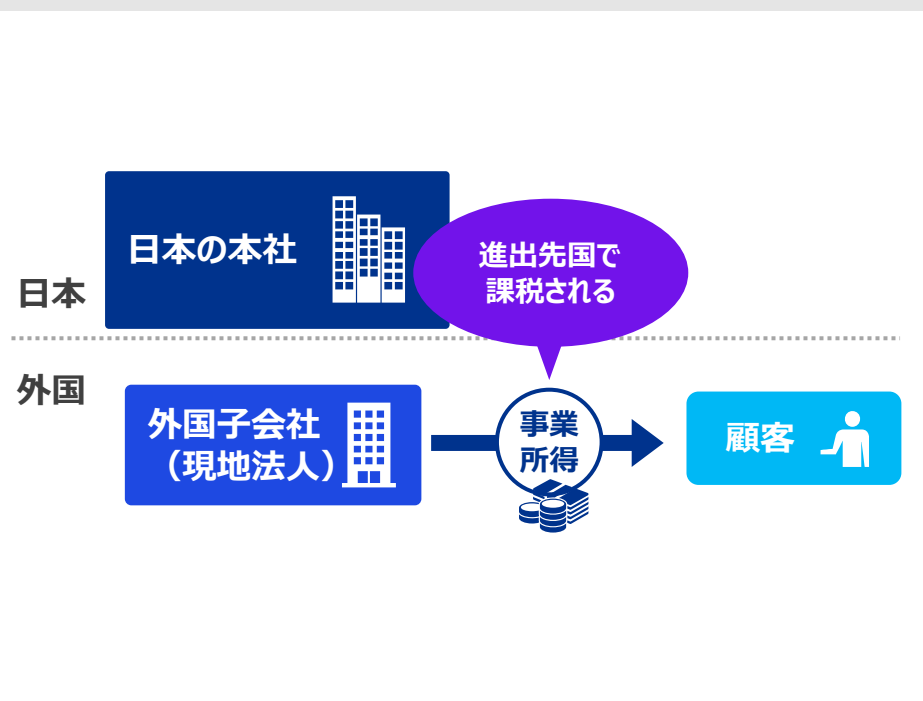 日本の本社
進出先国で
課税される
日本
外国
外国子会社
（現地法人）
事業
所得
顧客